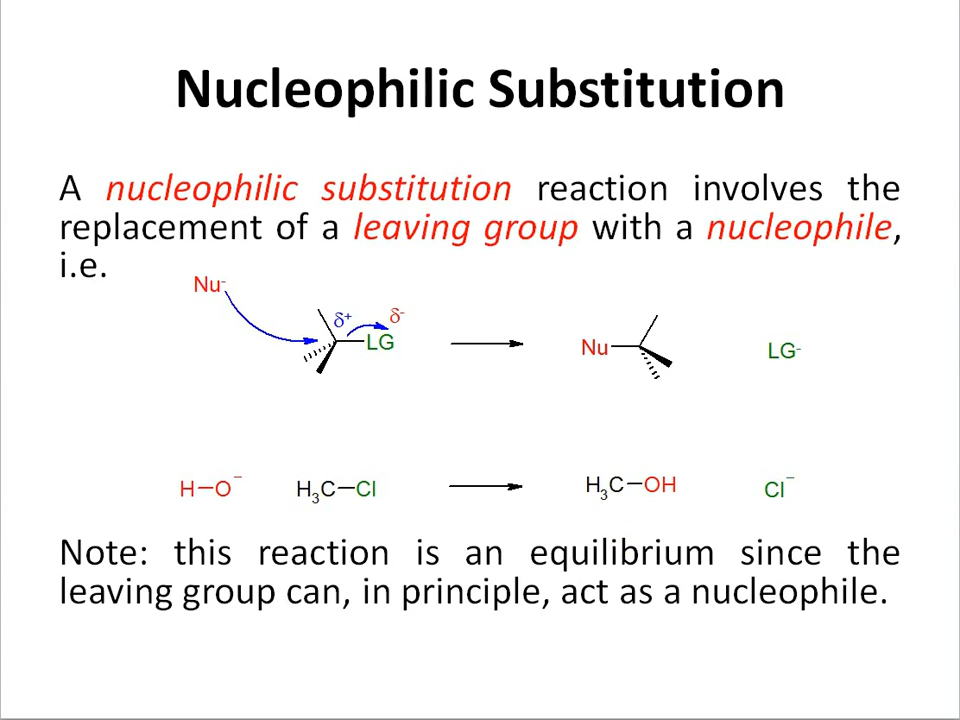 Nucleophilic Substitution
A nucleophilic substitution reaction involves the
replacement of a leaving group with a nucleophile,
i.e.
Nu⁻
δ⁺ δ⁻
LG Nu LG⁻
H–O⁻ H₃C–Cl H₃C–OH Cl⁻
Note: this reaction is an equilibrium since the
leaving group can, in principle, act as a nucleophile.